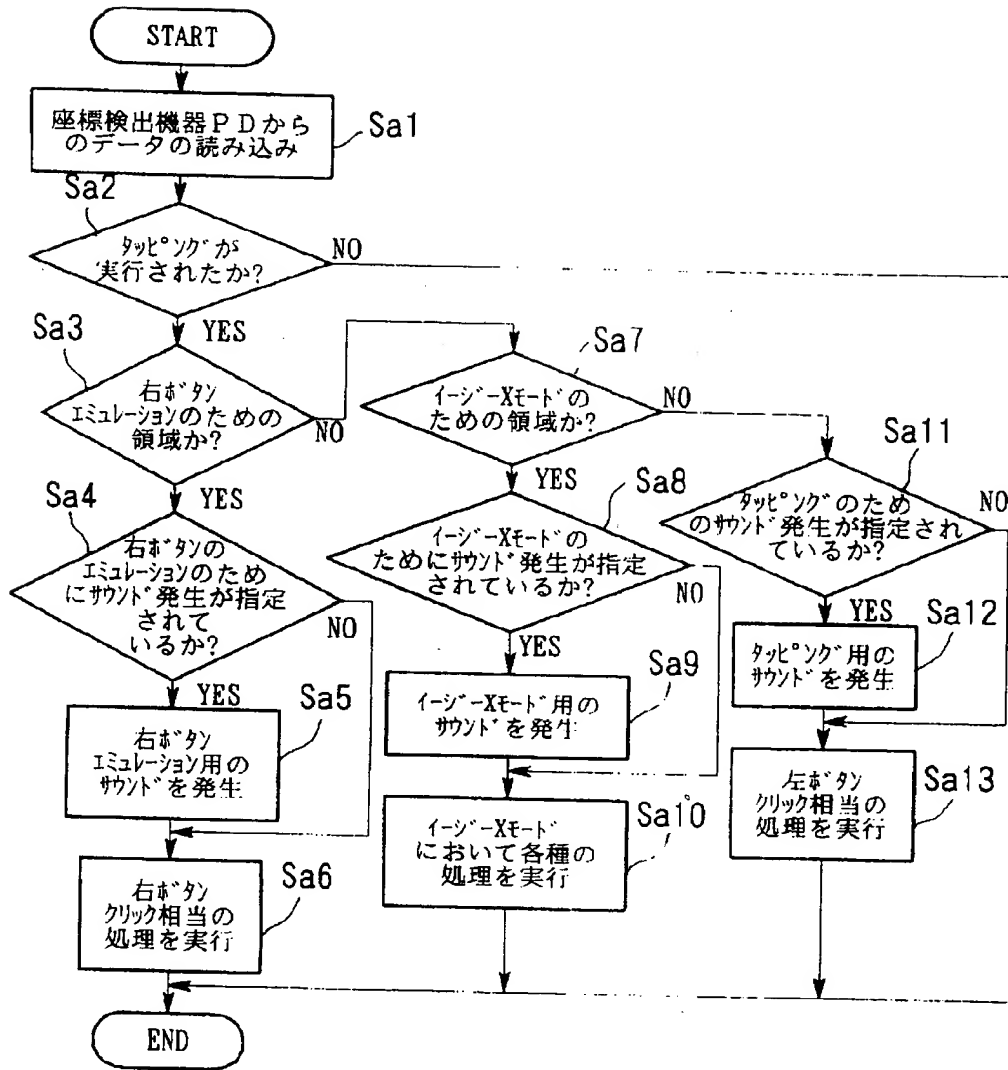 START
座標検出機器PDから
のデータの読み込み
Sa1
Sa2
ﾀｯﾋﾟﾝｸﾞが
実行されたか?
NO
YES
Sa3
右ﾎﾞﾀﾝ
ｴﾐｭﾚｰｼｮﾝのための
領域か?
NO
YES
Sa4
右ﾎﾞﾀﾝの
ｴﾐｭﾚｰｼｮﾝのため
にｻｳﾝﾄﾞ発生が指定
されて
いるか?
NO
YES
Sa5
右ﾎﾞﾀﾝ
ｴﾐｭﾚｰｼｮﾝ用の
ｻｳﾝﾄﾞを発生
Sa6
右ﾎﾞﾀﾝ
ｸﾘｯｸ相当の
処理を実行
END
Sa7
ｲｰｼﾞｰXﾓｰﾄﾞの
ための領域か?
NO
YES
Sa8
ｲｰｼﾞｰXﾓｰﾄﾞの
ためにｻｳﾝﾄﾞ発生が指定
されているか?
NO
YES
Sa9
ｲｰｼﾞｰXﾓｰﾄﾞ用の
ｻｳﾝﾄﾞを発生
Sa10
ｲｰｼﾞｰXﾓｰﾄﾞ
において各種の
処理を実行
Sa11
ﾀｯﾋﾟﾝｸﾞのため
のｻｳﾝﾄﾞ発生が指定され
ているか?
NO
YES
Sa12
ﾀｯﾋﾟﾝｸﾞ用の
ｻｳﾝﾄﾞを発生
Sa13
左ﾎﾞﾀﾝ
ｸﾘｯｸ相当の
処理を実行